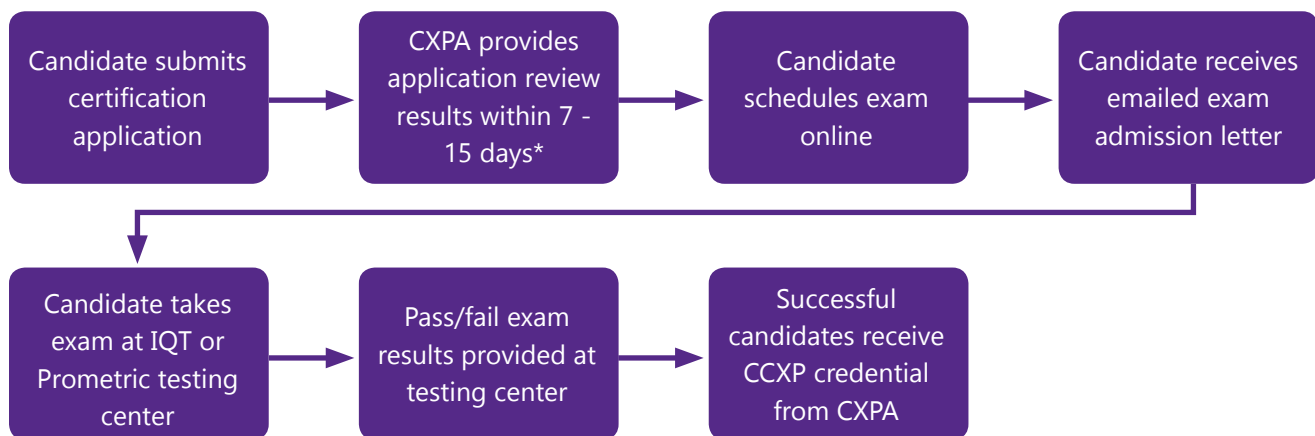 Candidate submits
certification
application
CXPA provides
application review
results within 7 -
15 days*
Candidate
schedules exam
online
Candidate receives
emailed exam
admission letter
Candidate takes
exam at IQT or
Prometric testing
center
Pass/fail exam
results provided at
testing center
Successful
candidates receive
CCXP credential
from CXPA